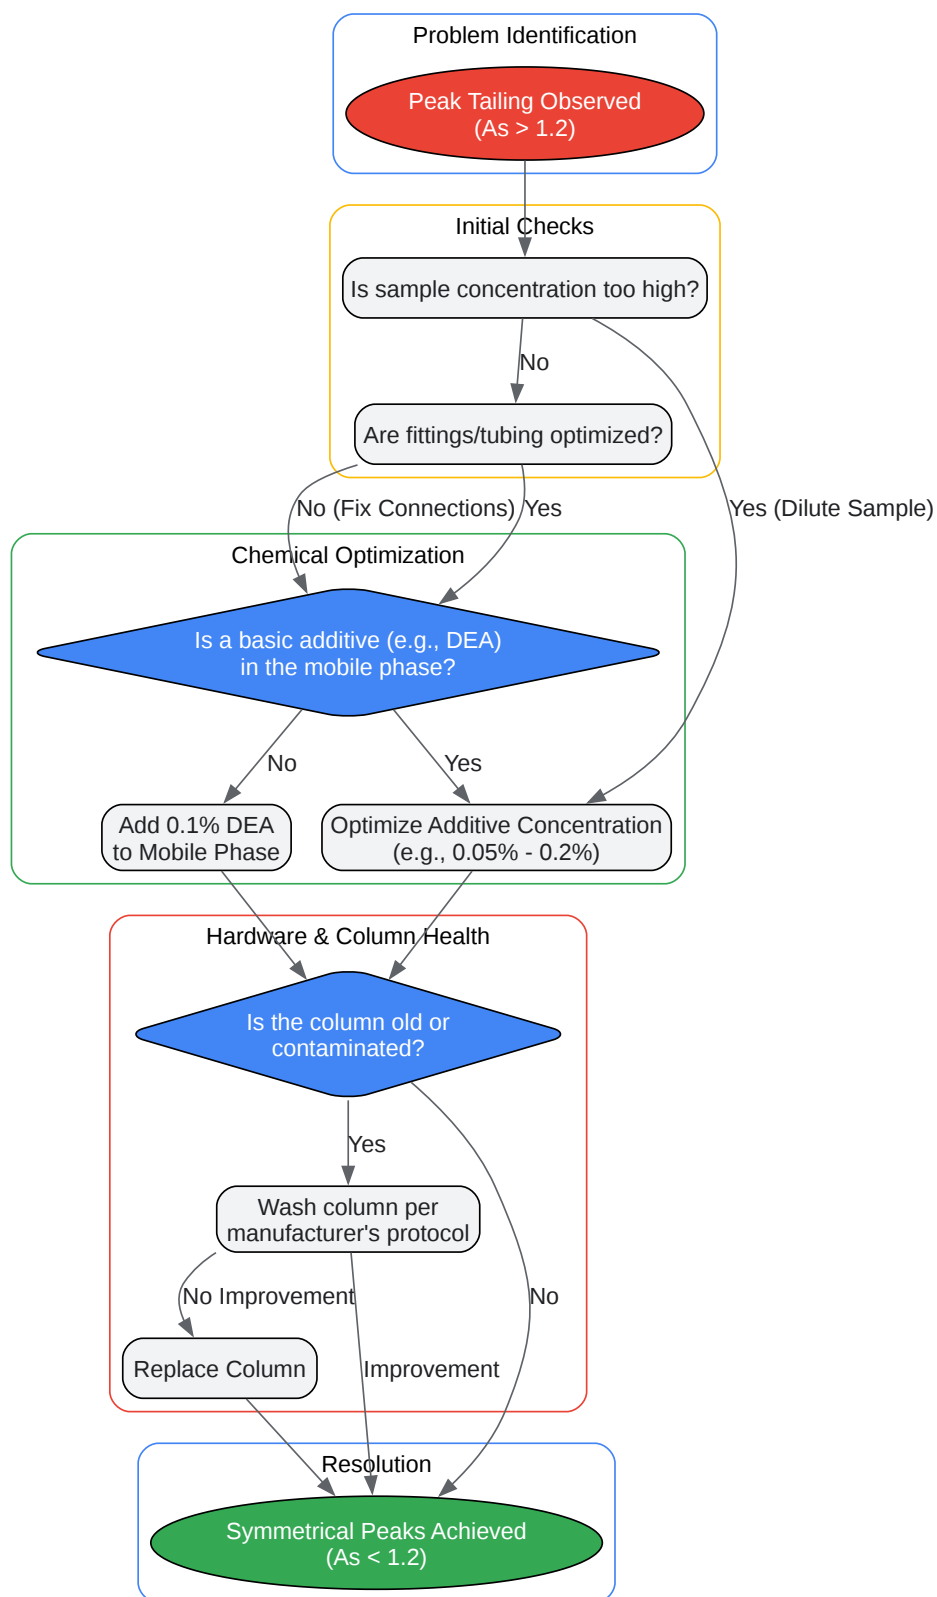 Problem Identification
Peak Tailing Observed
(As > 1.2)
Initial Checks
Is sample concentration too high?
No
Are fittings/tubing optimized?
No (Fix Connections)
Yes
Yes (Dilute Sample)
Chemical Optimization
Is a basic additive (e.g., DEA)
in the mobile phase?
No
Yes
Add 0.1% DEA
to Mobile Phase
Optimize Additive Concentration
(e.g., 0.05% - 0.2%)
Hardware & Column Health
Is the column old or
contaminated?
Yes
Wash column per
manufacturer's protocol
No Improvement
No
Replace Column
Improvement
Resolution
Symmetrical Peaks Achieved
(As < 1.2)